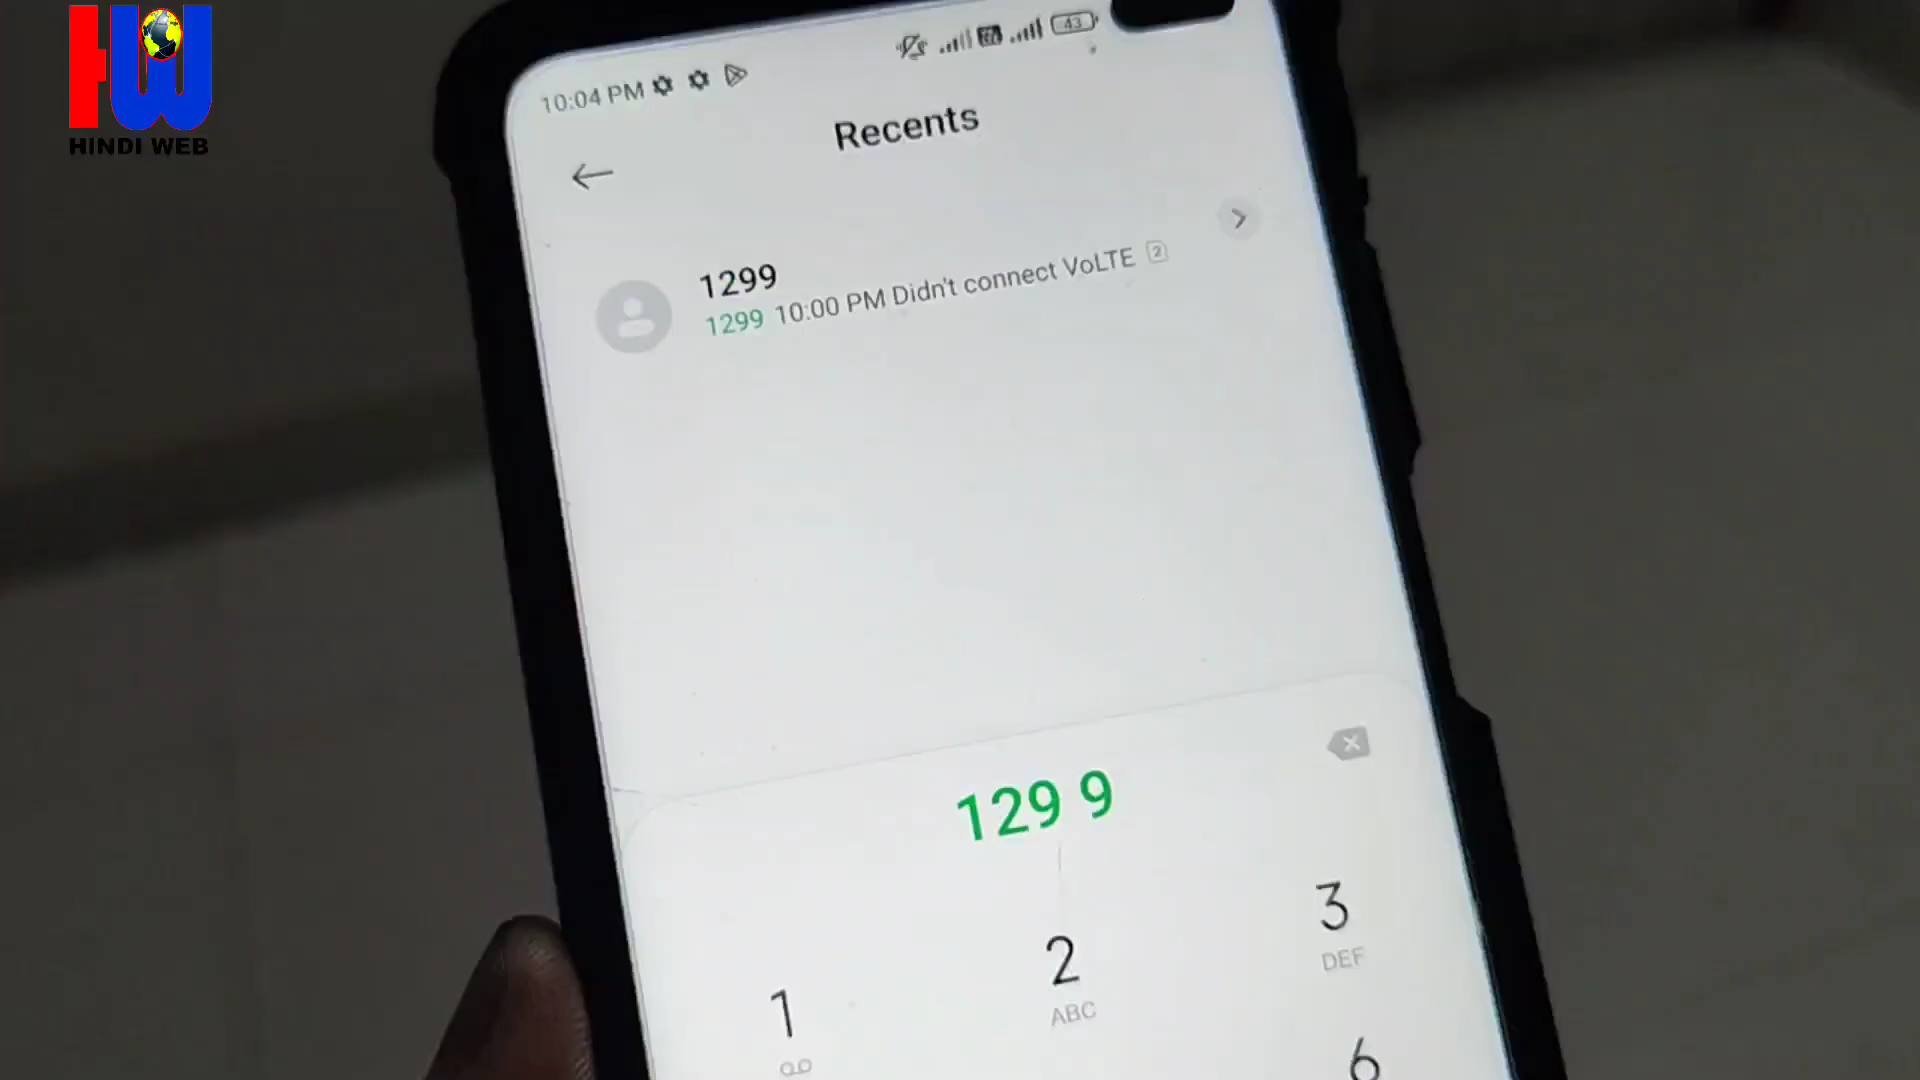 HW
HINDI WEB
10:04 PM
43
Recents
1299
1299 10:00 PM Didn't connect VoLTE 2
129 9
1
2
ABC
3
DEF
6